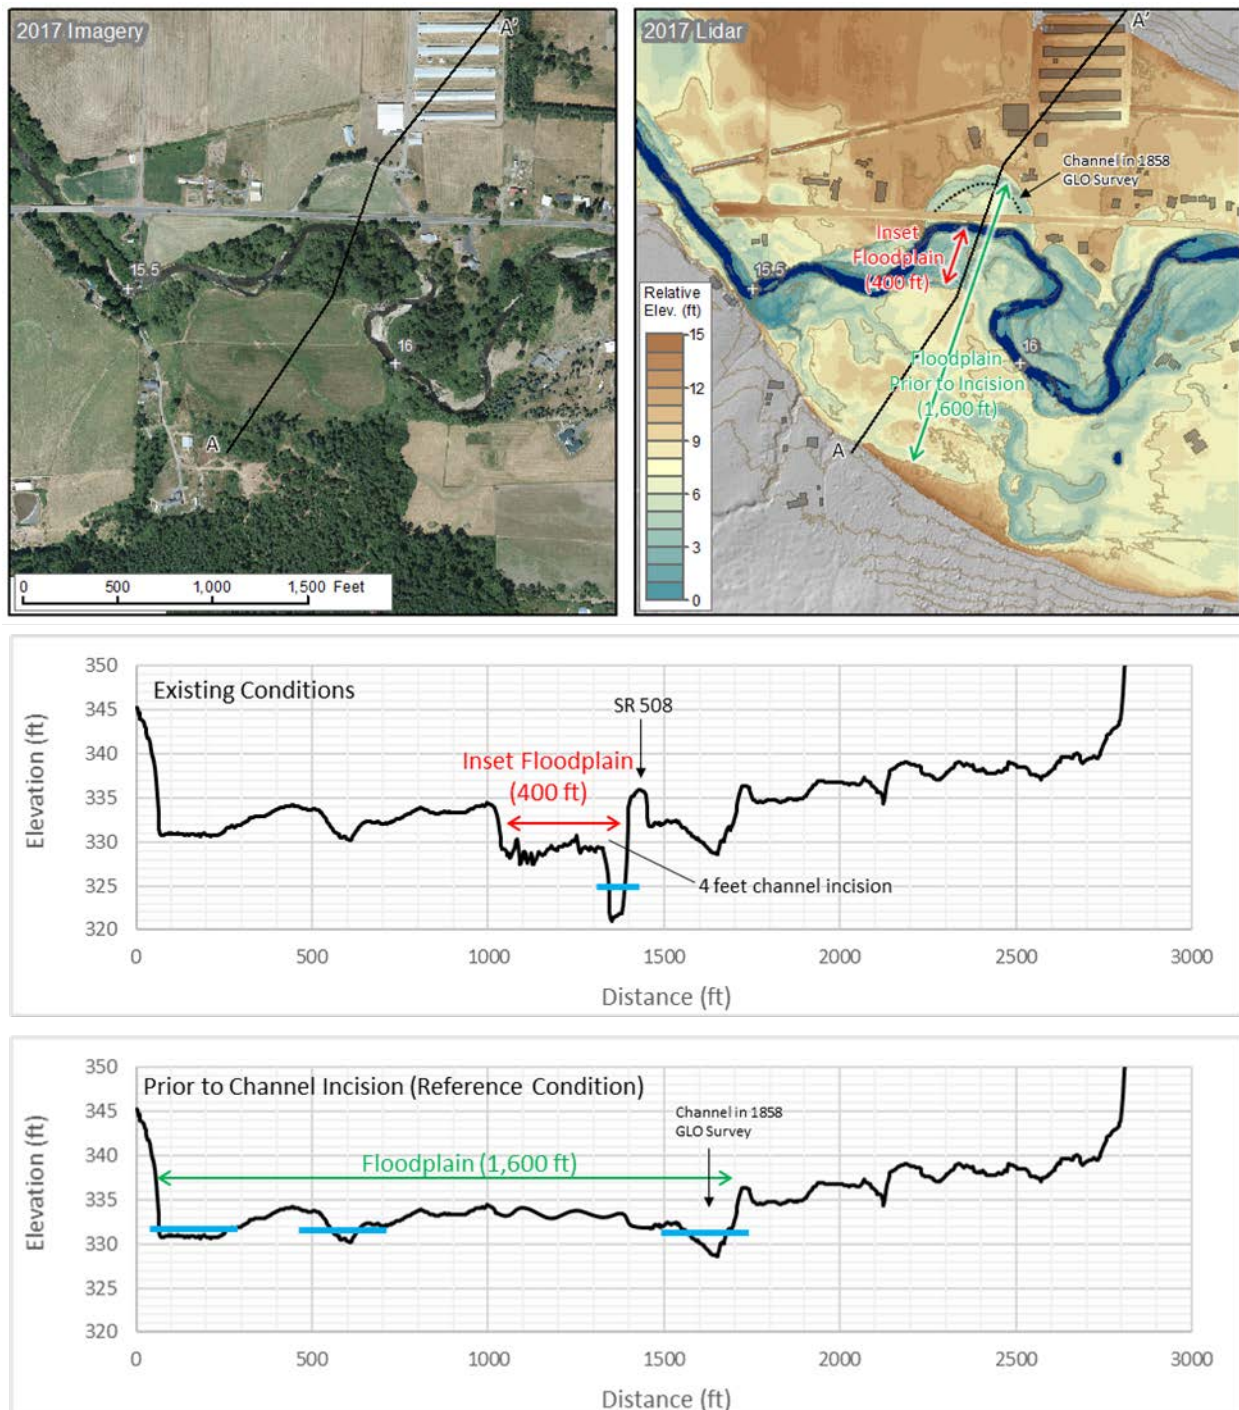 2017 Imagery
A'
15.5
16
A
0 500 1,000 1,500 Feet
2017 Lidar
A'
Channel in 1858
GLO Survey
Inset
Floodplain
(400 ft)
15.5
16
Relative
Elev. (ft)
15
12
9
6
3
0
Floodplain
Prior to Incision
(1,600 ft)
A
Existing Conditions
SR 508
Inset Floodplain
(400 ft)
4 feet channel incision
Elevation (ft)
350
345
340
335
330
325
320
0 500 1000 1500 2000 2500 3000
Distance (ft)
Prior to Channel Incision (Reference Condition)
Channel in 1858
GLO Survey
Floodplain (1,600 ft)
Elevation (ft)
350
345
340
335
330
325
320
0 500 1000 1500 2000 2500 3000
Distance (ft)